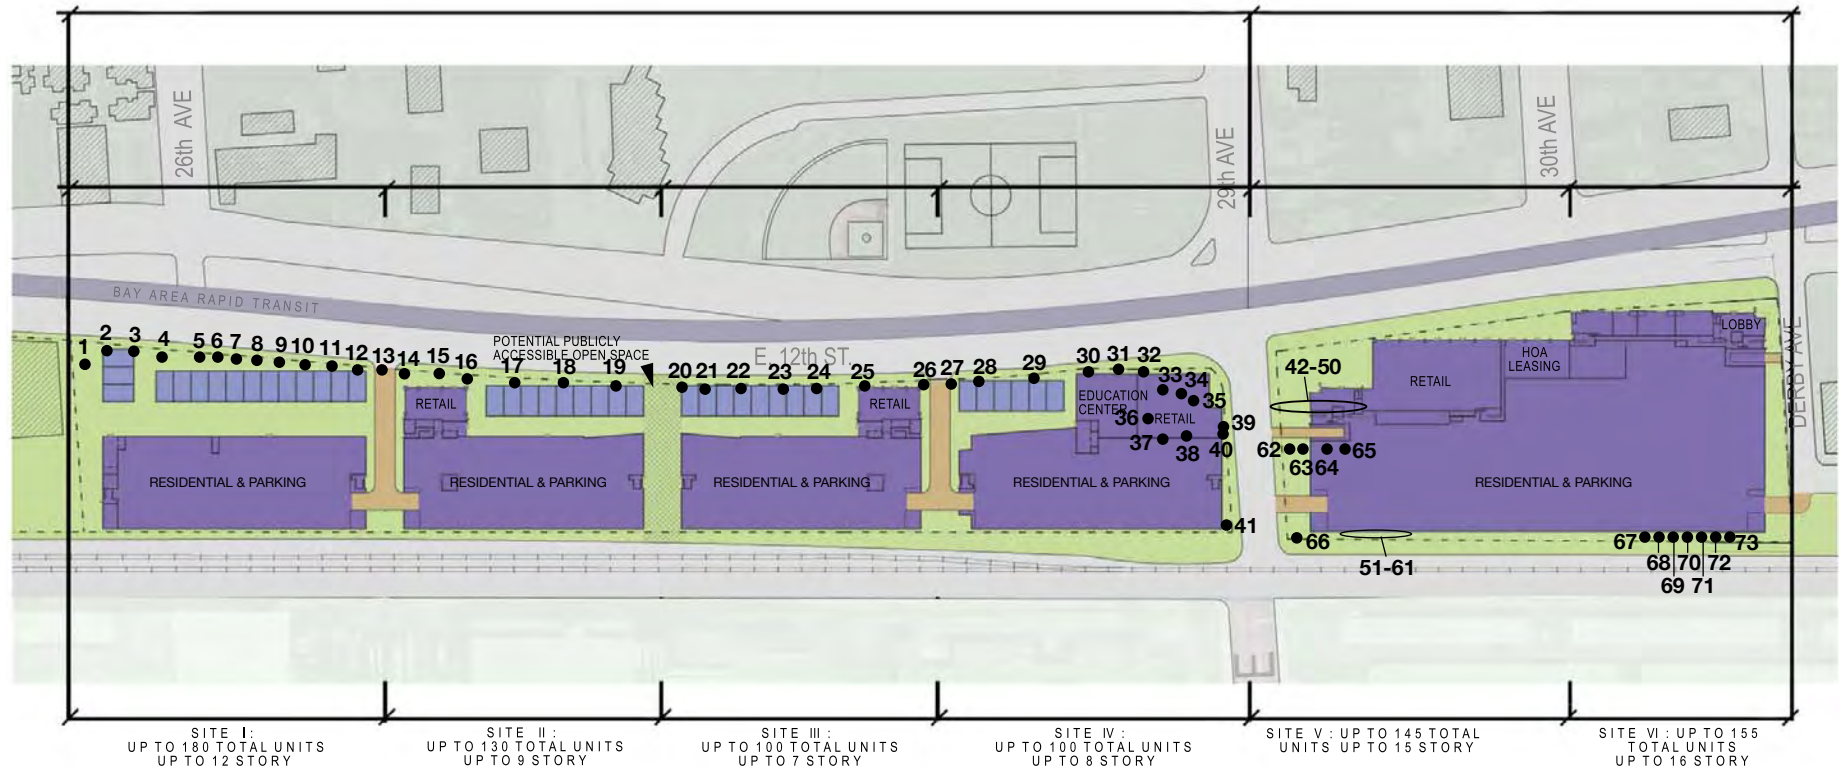 26th AVE
29th AVE
30th AVE
BAY AREA RAPID TRANSIT
E. 12th ST.
DERBY AVE
POTENTIAL PUBLICLY
ACCESSIBLE OPEN SPACE
1 2 3 4 5 6 7 8 9 10 11 12 13 14 15 16 17 18 19 20 21 22 23 24 25 26 27 28 29 30 31 32
33 34
35
36
37
38
39
40
41
42-50
LOBBY
HOA
LEASING
RETAIL
RETAIL
RETAIL
EDUCATION
CENTER
RETAIL
62 63 64 65
RESIDENTIAL & PARKING
RESIDENTIAL & PARKING
RESIDENTIAL & PARKING
RESIDENTIAL & PARKING
RESIDENTIAL & PARKING
66
51-61
67 73
68 70 72
69 71
SITE I:
UP TO 180 TOTAL UNITS
UP TO 12 STORY
SITE II:
UP TO 130 TOTAL UNITS
UP TO 9 STORY
SITE III:
UP TO 100 TOTAL UNITS
UP TO 7 STORY
SITE IV:
UP TO 100 TOTAL UNITS
UP TO 8 STORY
SITE V: UP TO 145 TOTAL
UNITS UP TO 15 STORY
SITE VI: UP TO 155
TOTAL UNITS
UP TO 16 STORY